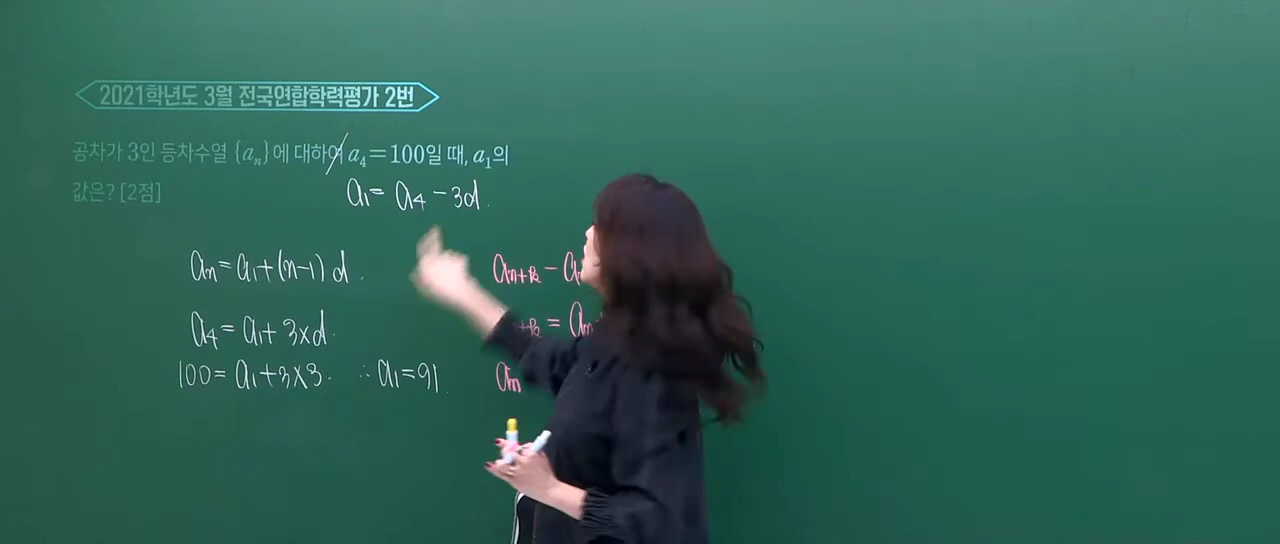 2021학년도 3월 전국연합학력평가 2번
공차가 3인 등차수열 {aₙ}에 대하여 a₄=100일 때, a₁의
값은? [2점]
a₁= a₄ − 3d.
aₙ= a₁+(n−1) d.
aₙ₊ₖ − a
a₄= a₁+ 3×d.
₊ₖ = aₙ
100= a₁+3×3. ∴ a₁=91.
aₙ